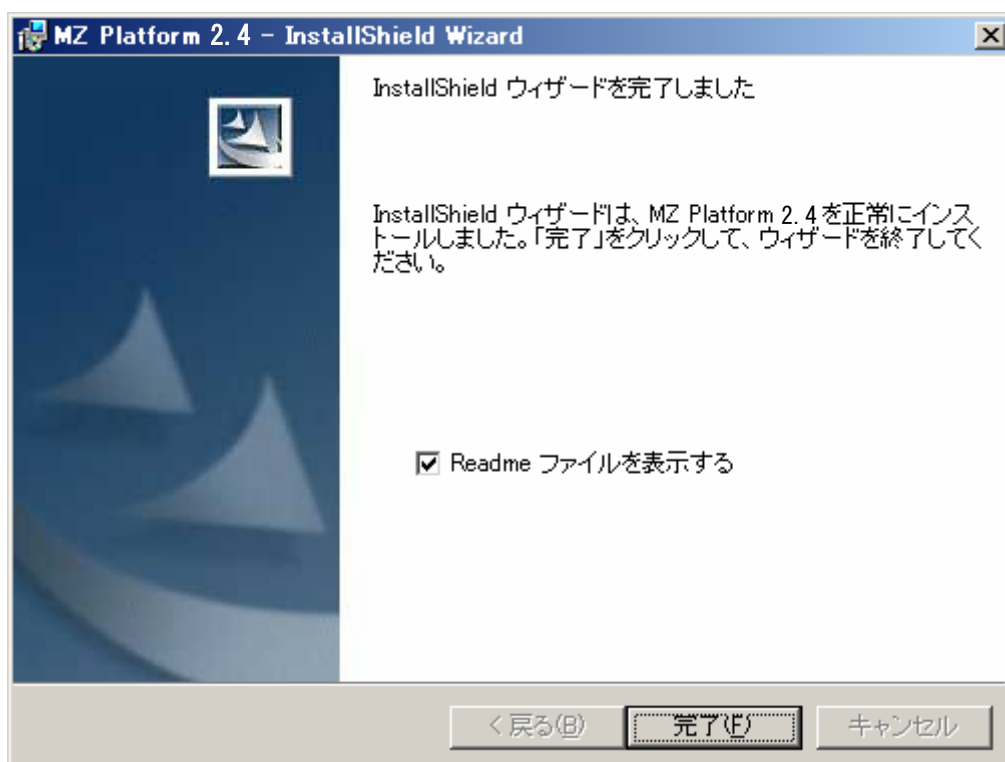 MZ Platform 2.4 - InstallShield Wizard
InstallShield ウィザードを完了しました
InstallShield ウィザードは、MZ Platform 2.4を正常にインス
トールしました。「完了」をクリックして、ウィザードを終了してく
ださい。
Readme ファイルを表示する
< 戻る(B)
完了(F)
キャンセル